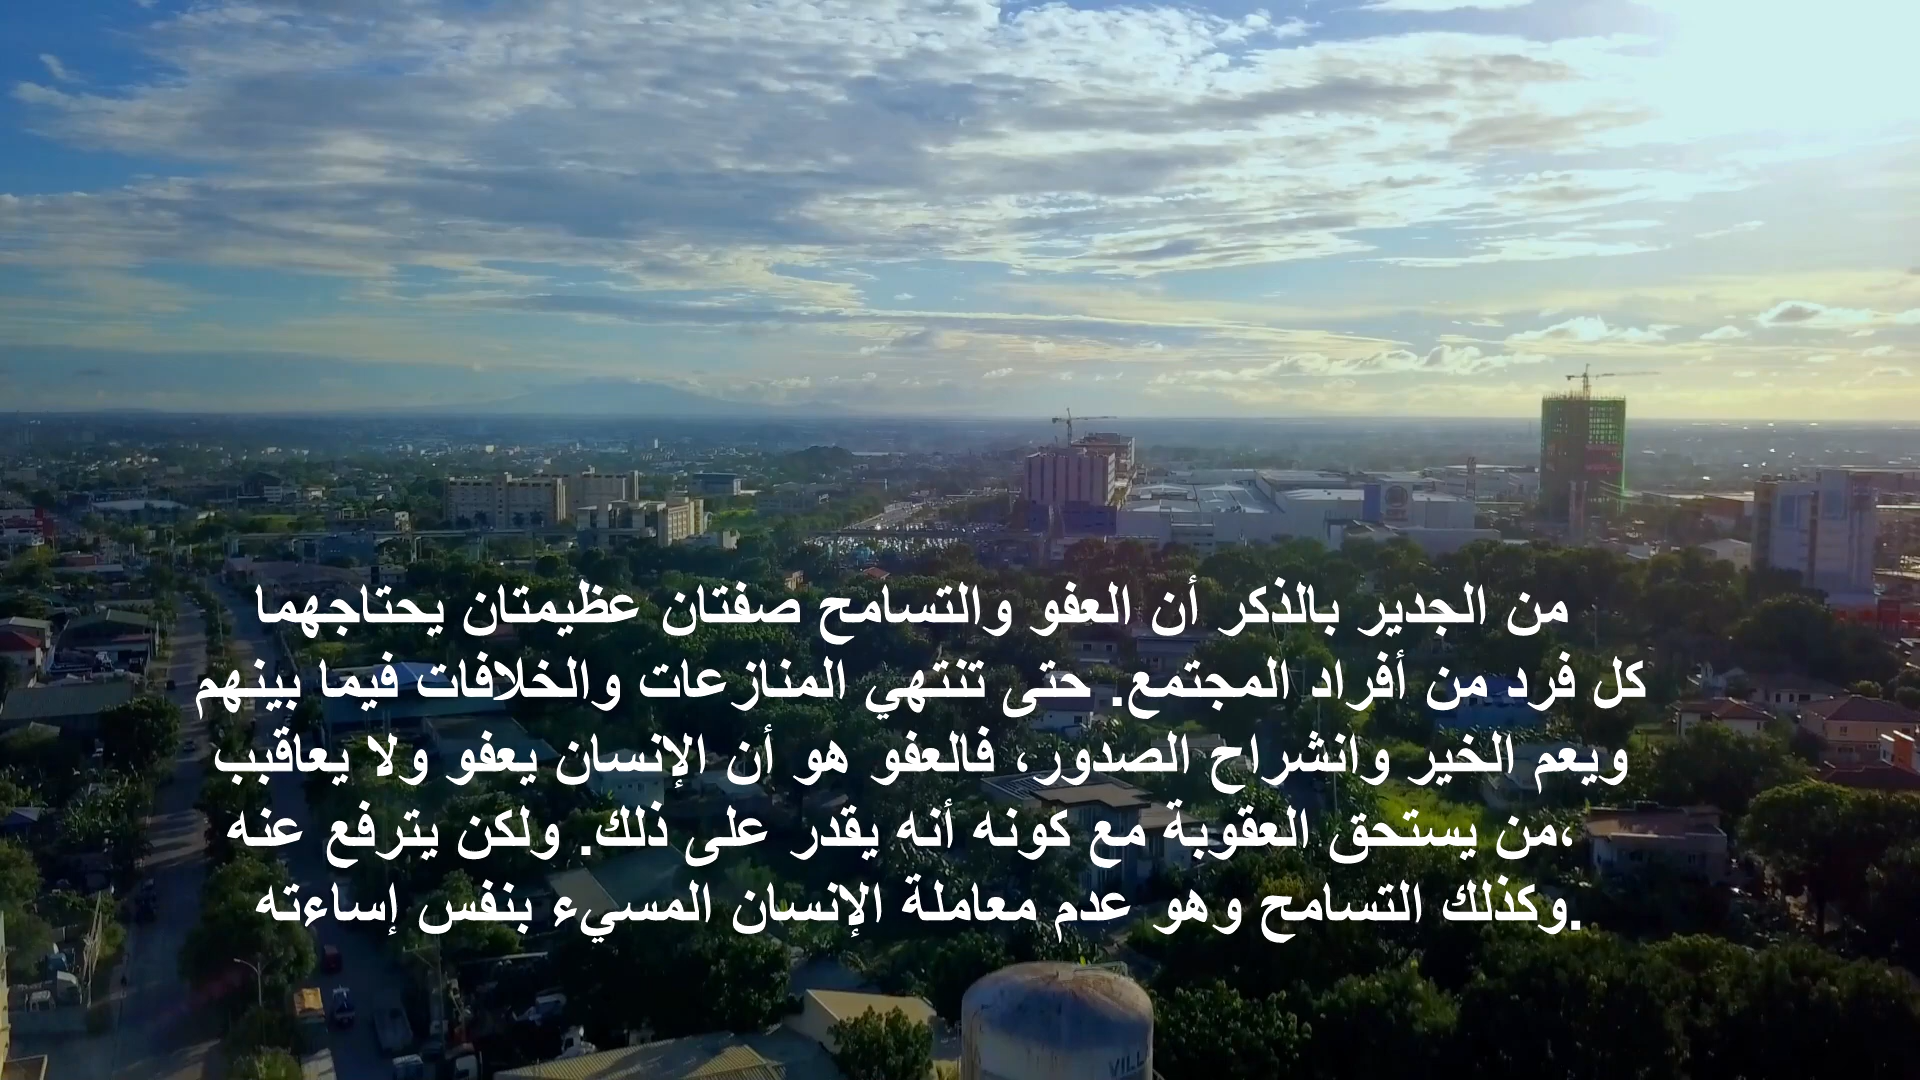 من الجدير بالذكر أن العفو والتسامح صفتان عظيمتان يحتاجهما
كل فرد من أفراد المجتمع. حتى تنتهي المنازعات والخلافات فيما بينهم
ويعم الخير وانشراح الصدور، فالعفو هو أن الإنسان يعفو ولا يعاقبب
من يستحق العقوبة مع كونه أنه يقدر على ذلك. ولكن يترفع عنه،
وكذلك التسامح وهو عدم معاملة الإنسان المسيء بنفس إساءته.
VILL